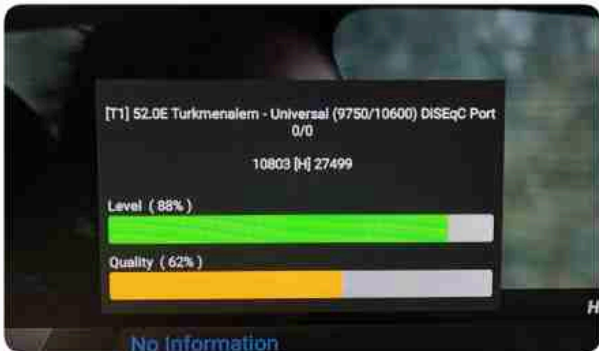 [T1] 52.0E Turkmenalem - Universal (9750/10600) DiSEqC Port
0/0
10803 [H] 27499
Level ( 88% )
Quality ( 62% )
H
No Information